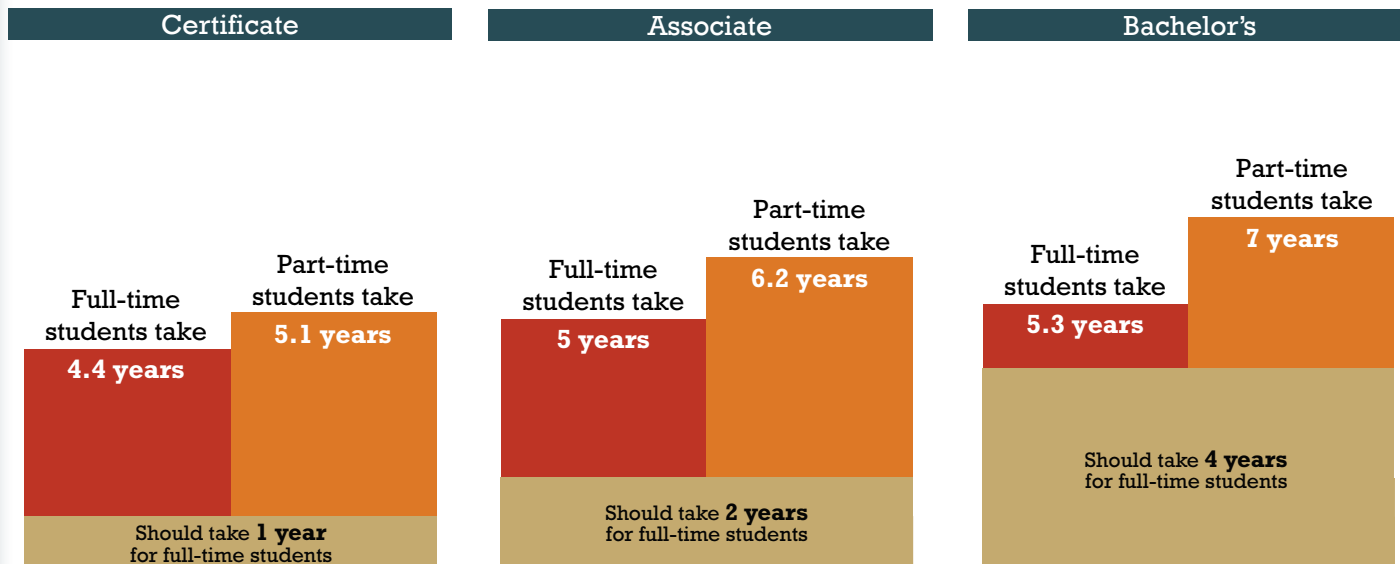 Certificate
Full-time
students take
4.4 years
Part-time
students take
5.1 years
Should take 1 year
for full-time students
Associate
Full-time
students take
5 years
Part-time
students take
6.2 years
Should take 2 years
for full-time students
Bachelor’s
Full-time
students take
5.3 years
Part-time
students take
7 years
Should take 4 years
for full-time students